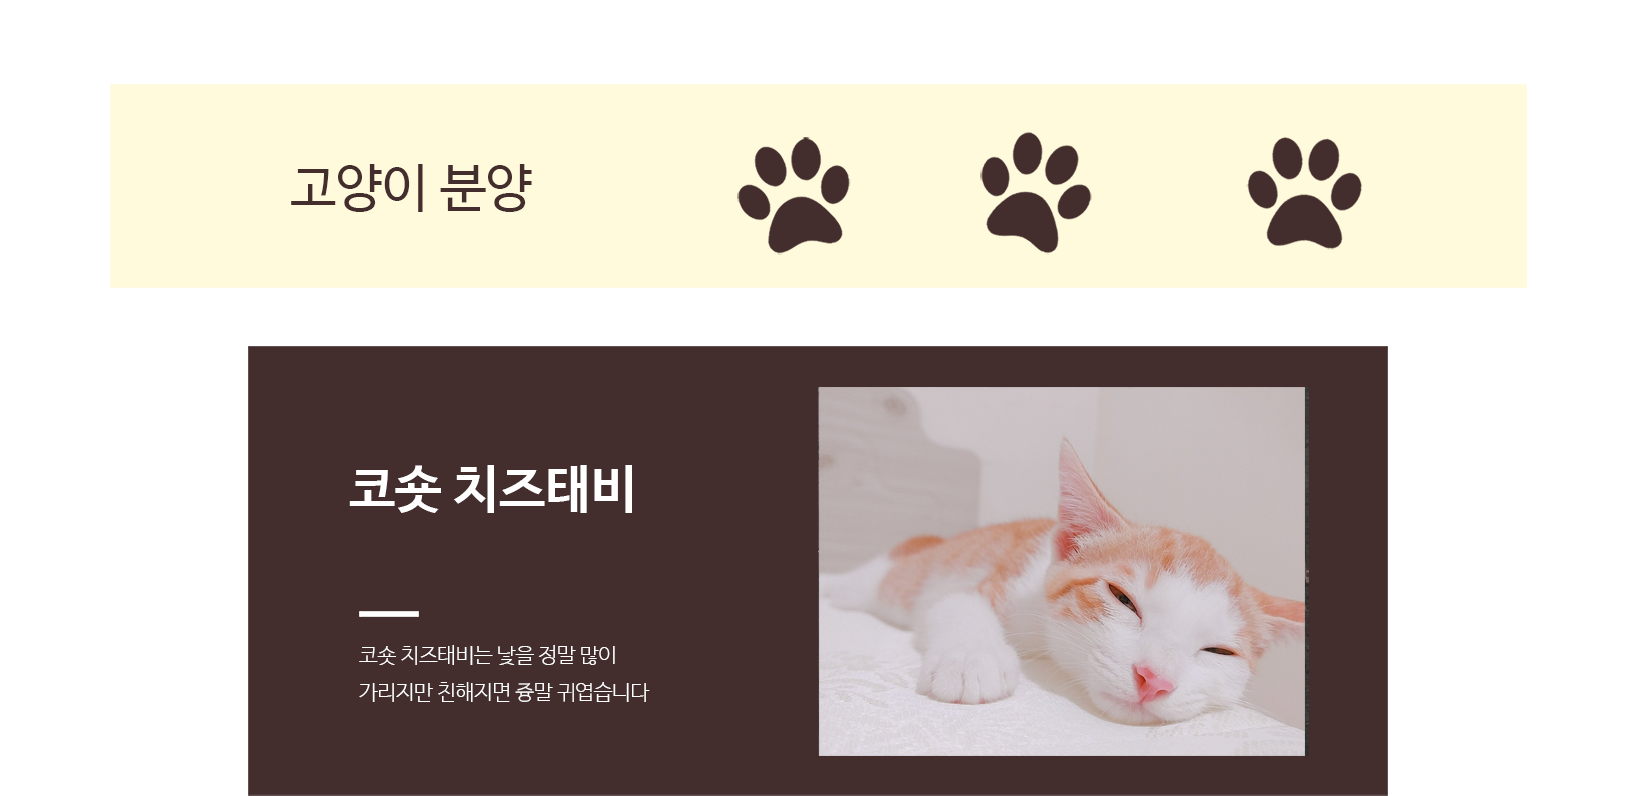 고양이 분양
코숏 치즈태비
코숏 치즈태비는 낯을 정말 많이
가리지만 친해지면 즁말 귀엽습니다